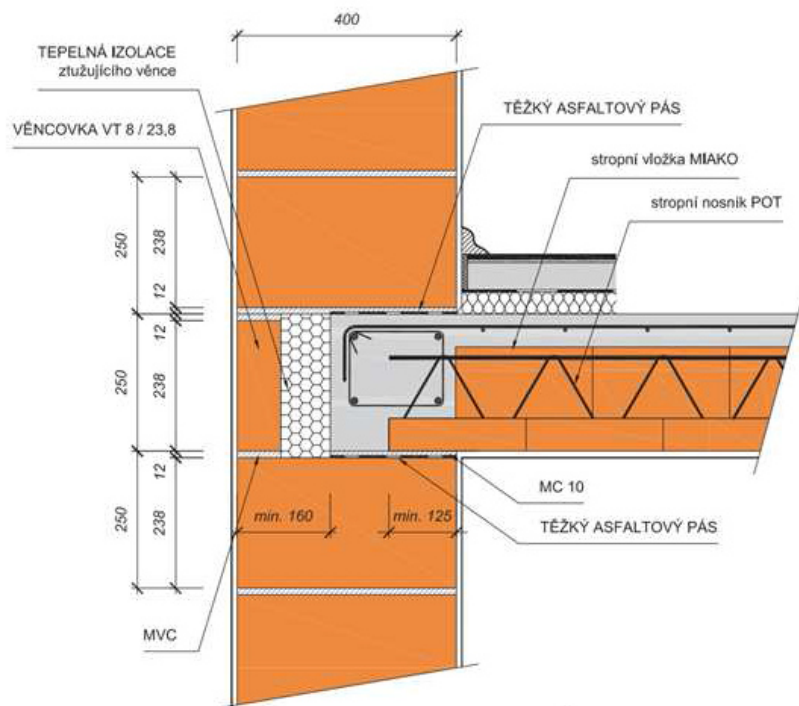 400
TEPELNÁ IZOLACE
ztužujícího věnce
VĚNCOVKA VT 8 / 23,8
TĚŽKÝ ASFALTOVÝ PÁS
stropní vložka MIAKO
stropní nosník POT
250
238
12
250
12
238
250
12
238
min. 160
min. 125
MC 10
TĚŽKÝ ASFALTOVÝ PÁS
MVC